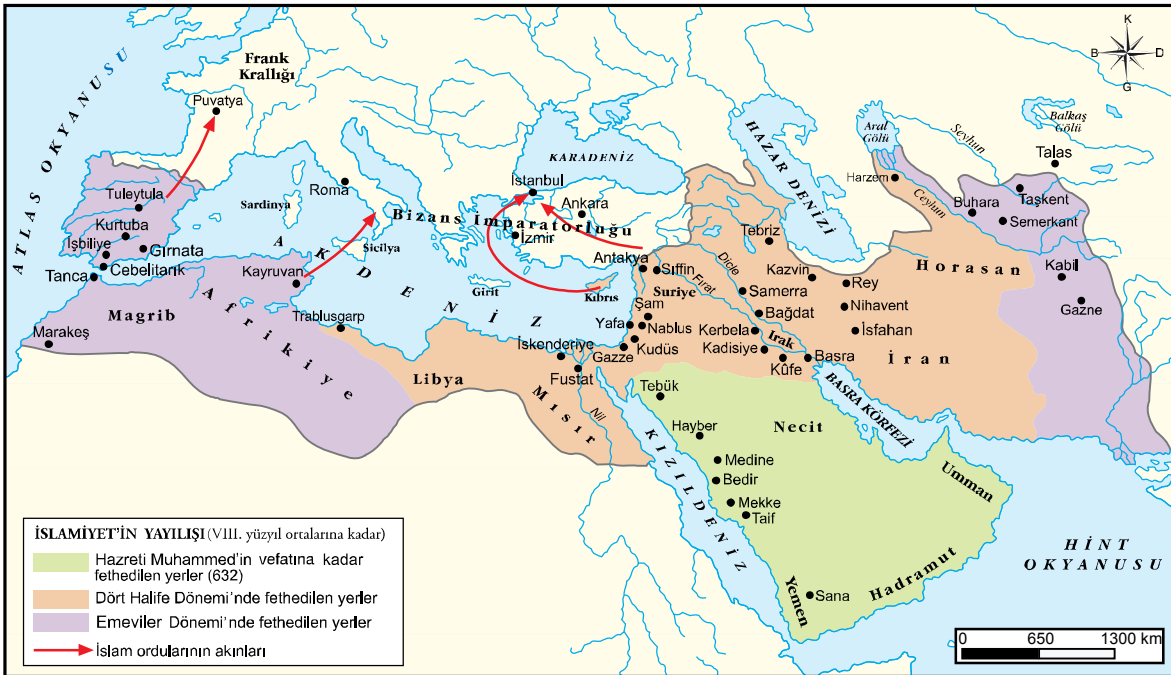 K
B
D
G
ATLAS OKYANUSU
Frank
Krallığı
Puvatya
Tuleytula
Kurtuba
İşbiliye
Gırnata
Cebelitarık
Tanca
Marakeş
Magrib
Afrikiye
Kayruvan
Trablusgarp
Roma
Sardinya
Sicilya
AKDENİZ
Girit
Kıbrıs
KARADENİZ
İstanbul
Ankara
Bizans İmparatorluğu
İzmir
HAZAR DENİZİ
Aral
Gölü
Harzem
Seyhun
Ceyhun
Balkaş
Gölü
Talas
Taşkent
Buhara
Semerkant
Kabil
Gazne
Horasan
Tebriz
Kazvin
Rey
Nihavent
İsfahan
İran
Antakya
Sıffin
Suriye
Fırat
Dicle
Samerra
Bağdat
Şam
Yafa
Nablus
Kudüs
Gazze
Kerbela
Kadisiye
Irak
Kûfe
Basra
BASRA KÖRFEZİ
İskenderiye
Fustat
Libya
Mısır
Nil
KIZILDENİZ
Tebük
Hayber
Necit
Medine
Bedir
Mekke
Taif
Umman
Hadramut
Yemen
Sana
HİNT
OKYANUSU
İSLAMİYET'İN YAYILIŞI (VIII. yüzyıl ortalarına kadar)
Hazreti Muhammed'in vefatına kadar
fethedilen yerler (632)
Dört Halife Dönemi'nde fethedilen yerler
Emeviler Dönemi'nde fethedilen yerler
İslam ordularının akınları
0 650 1300 km